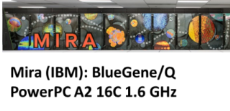 MIRA
Mira (IBM): BlueGene/Q
PowerPC A2 16C 1.6 GHz